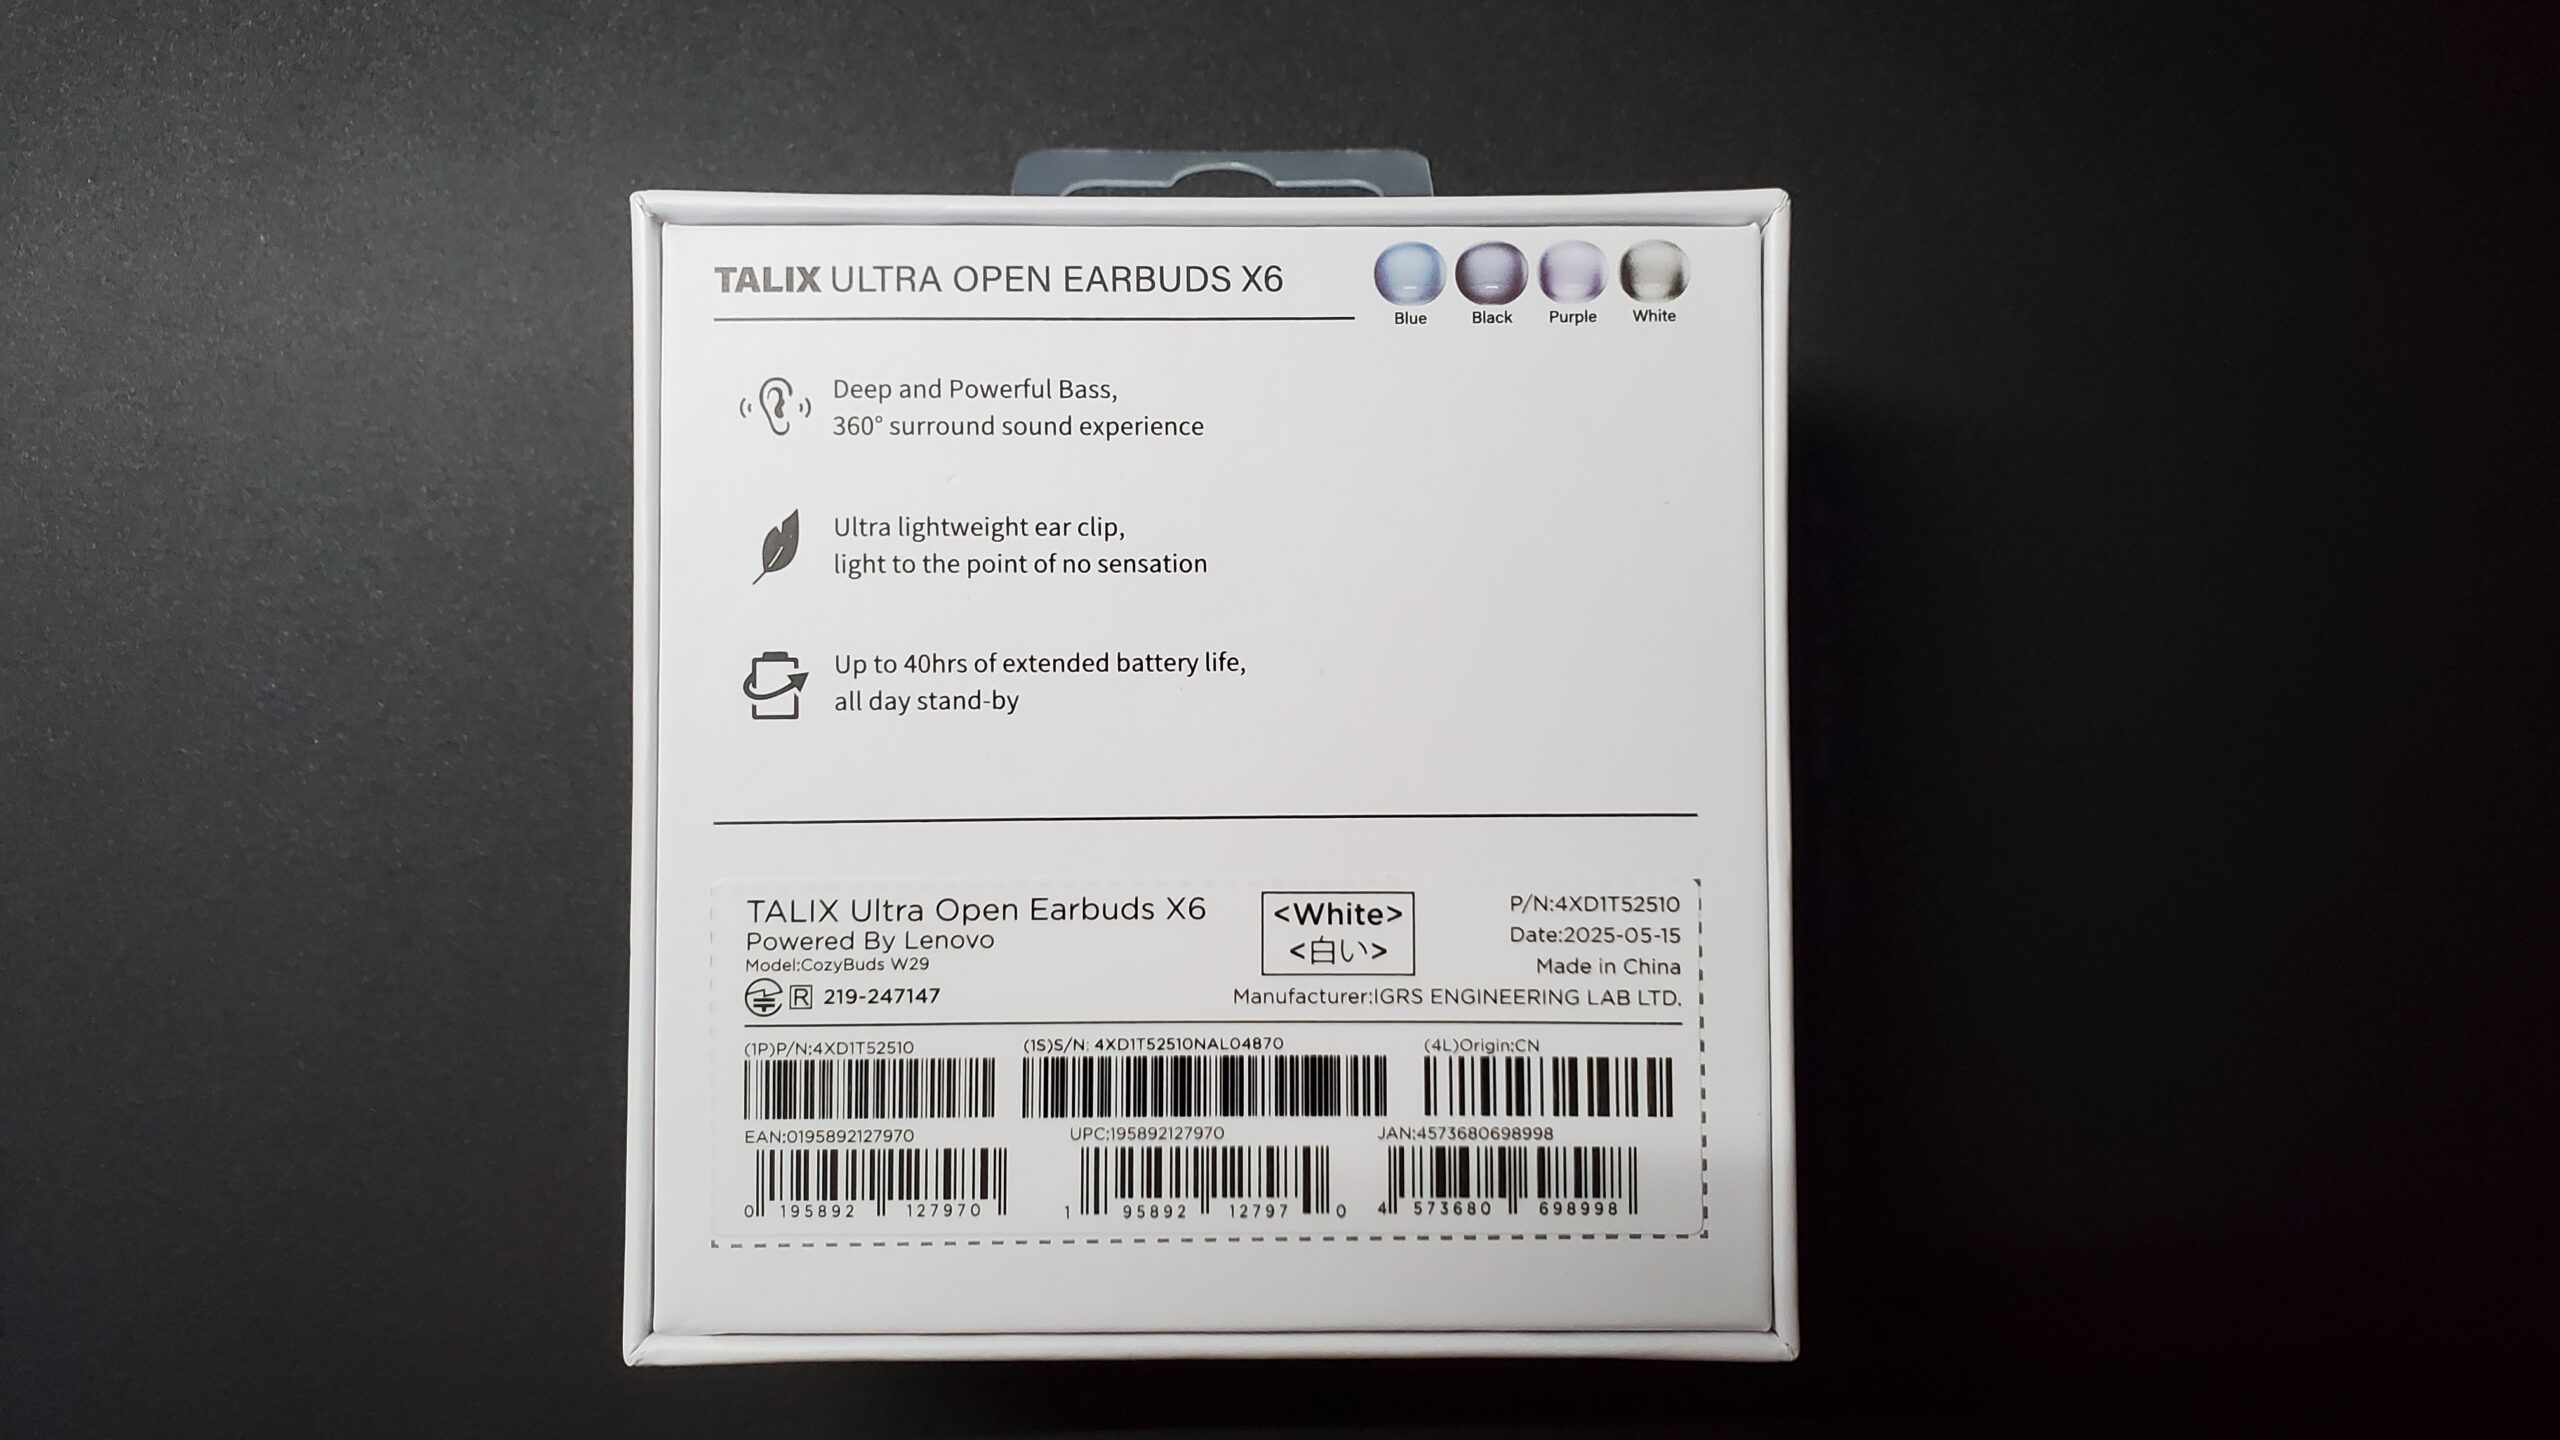 TALIX ULTRA OPEN EARBUDS X6
Blue Black Purple White
Deep and Powerful Bass,
360° surround sound experience
Ultra lightweight ear clip,
light to the point of no sensation
Up to 40hrs of extended battery life,
all day stand-by
TALIX Ultra Open Earbuds X6
Powered By Lenovo
Model:CozyBuds W29
R 219-247147
<White>
<白い>
P/N:4XD1T52510
Date:2025-05-15
Made in China
Manufacturer:IGRS ENGINEERING LAB LTD.
(1P)P/N:4XD1T52510
(1S)S/N: 4XD1T52510NAL04870
(4L)Origin:CN
EAN:0195892127970
0 195892 127970
UPC:195892127970
1 95892 12797 0
JAN:4573680698998
4 573680 698998